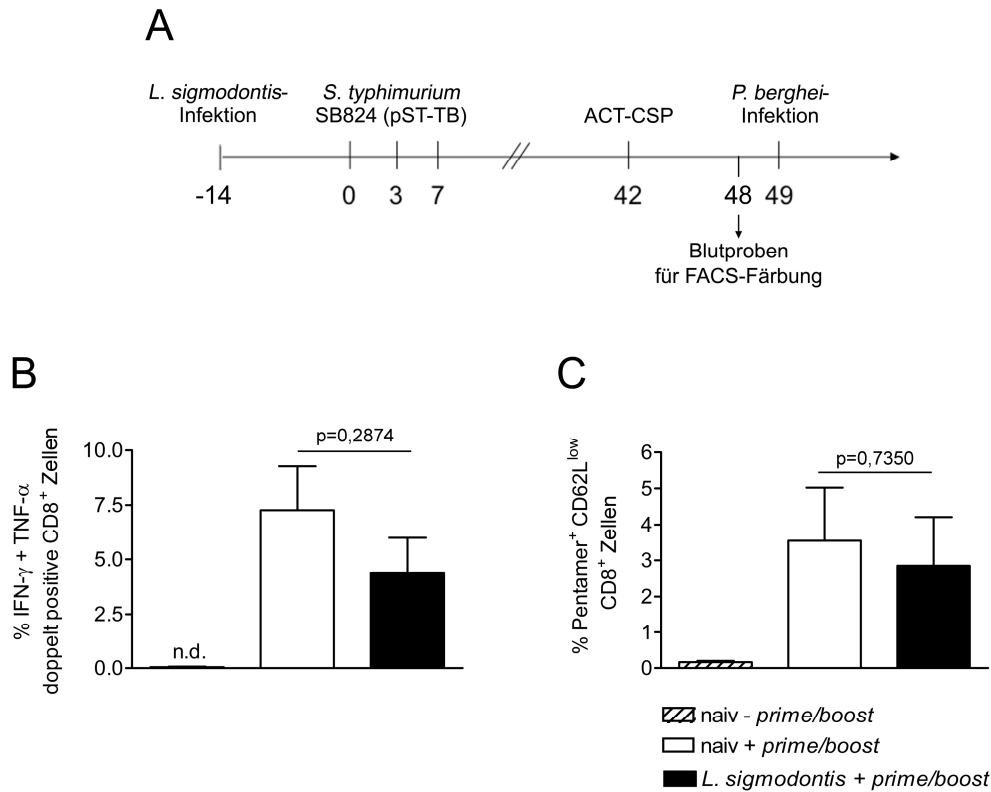 A
L. sigmodontis-
Infektion
S. typhimurium
SB824 (pST-TB)
ACT-CSP
P. berghei-
Infektion
-14
0
3
7
42
48
49
Blutproben
für FACS-Färbung
B
% IFN-γ + TNF-α
doppelt positive CD8+ Zellen
10.0
7.5
5.0
2.5
0.0
n.d.
p=0,2874
C
% Pentamer+ CD62Llow
CD8+ Zellen
6
5
4
3
2
1
0
p=0,7350
naiv - prime/boost
naiv + prime/boost
L. sigmodontis + prime/boost